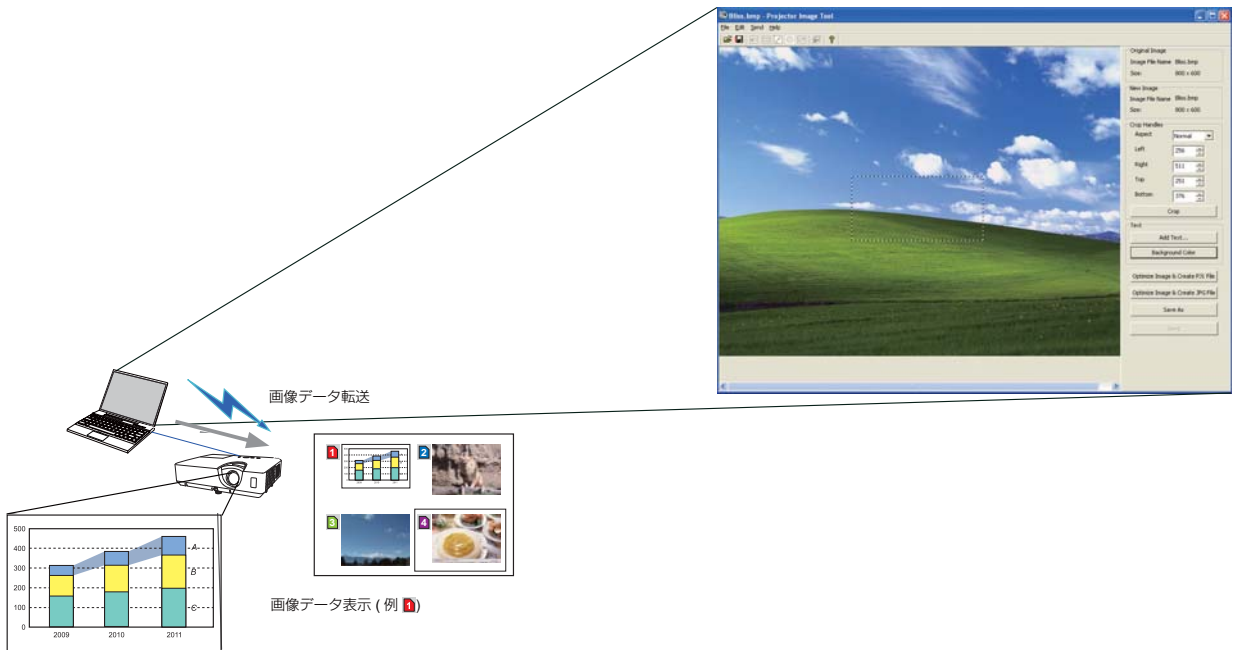 Bliss.bmp - Projector Image Tool
File Edit Send Help
Original Image
Image File Name Bliss.bmp
Size: 800 x 600
New Image
Image File Name Bliss.bmp
Size: 800 x 600
Crop Handles
Aspect Normal
Left 256
Right 511
Top 251
Bottom 376
Crop
Text
Add Text...
Background Color
Optimize Image & Create PJX File
Optimize Image & Create JPG File
Save As
Send
画像データ転送
1
2
3
4
500
400
300
200
100
0
A
B
C
2009 2010 2011
画像データ表示 ( 例 1)